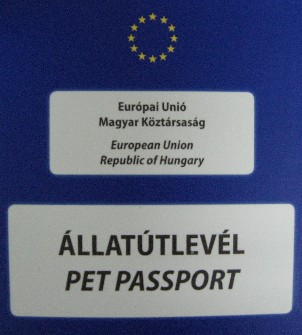 Európai Unió
Magyar Köztársaság
European Union
Republic of Hungary
ÁLLATÚTLEVÉL
PET PASSPORT